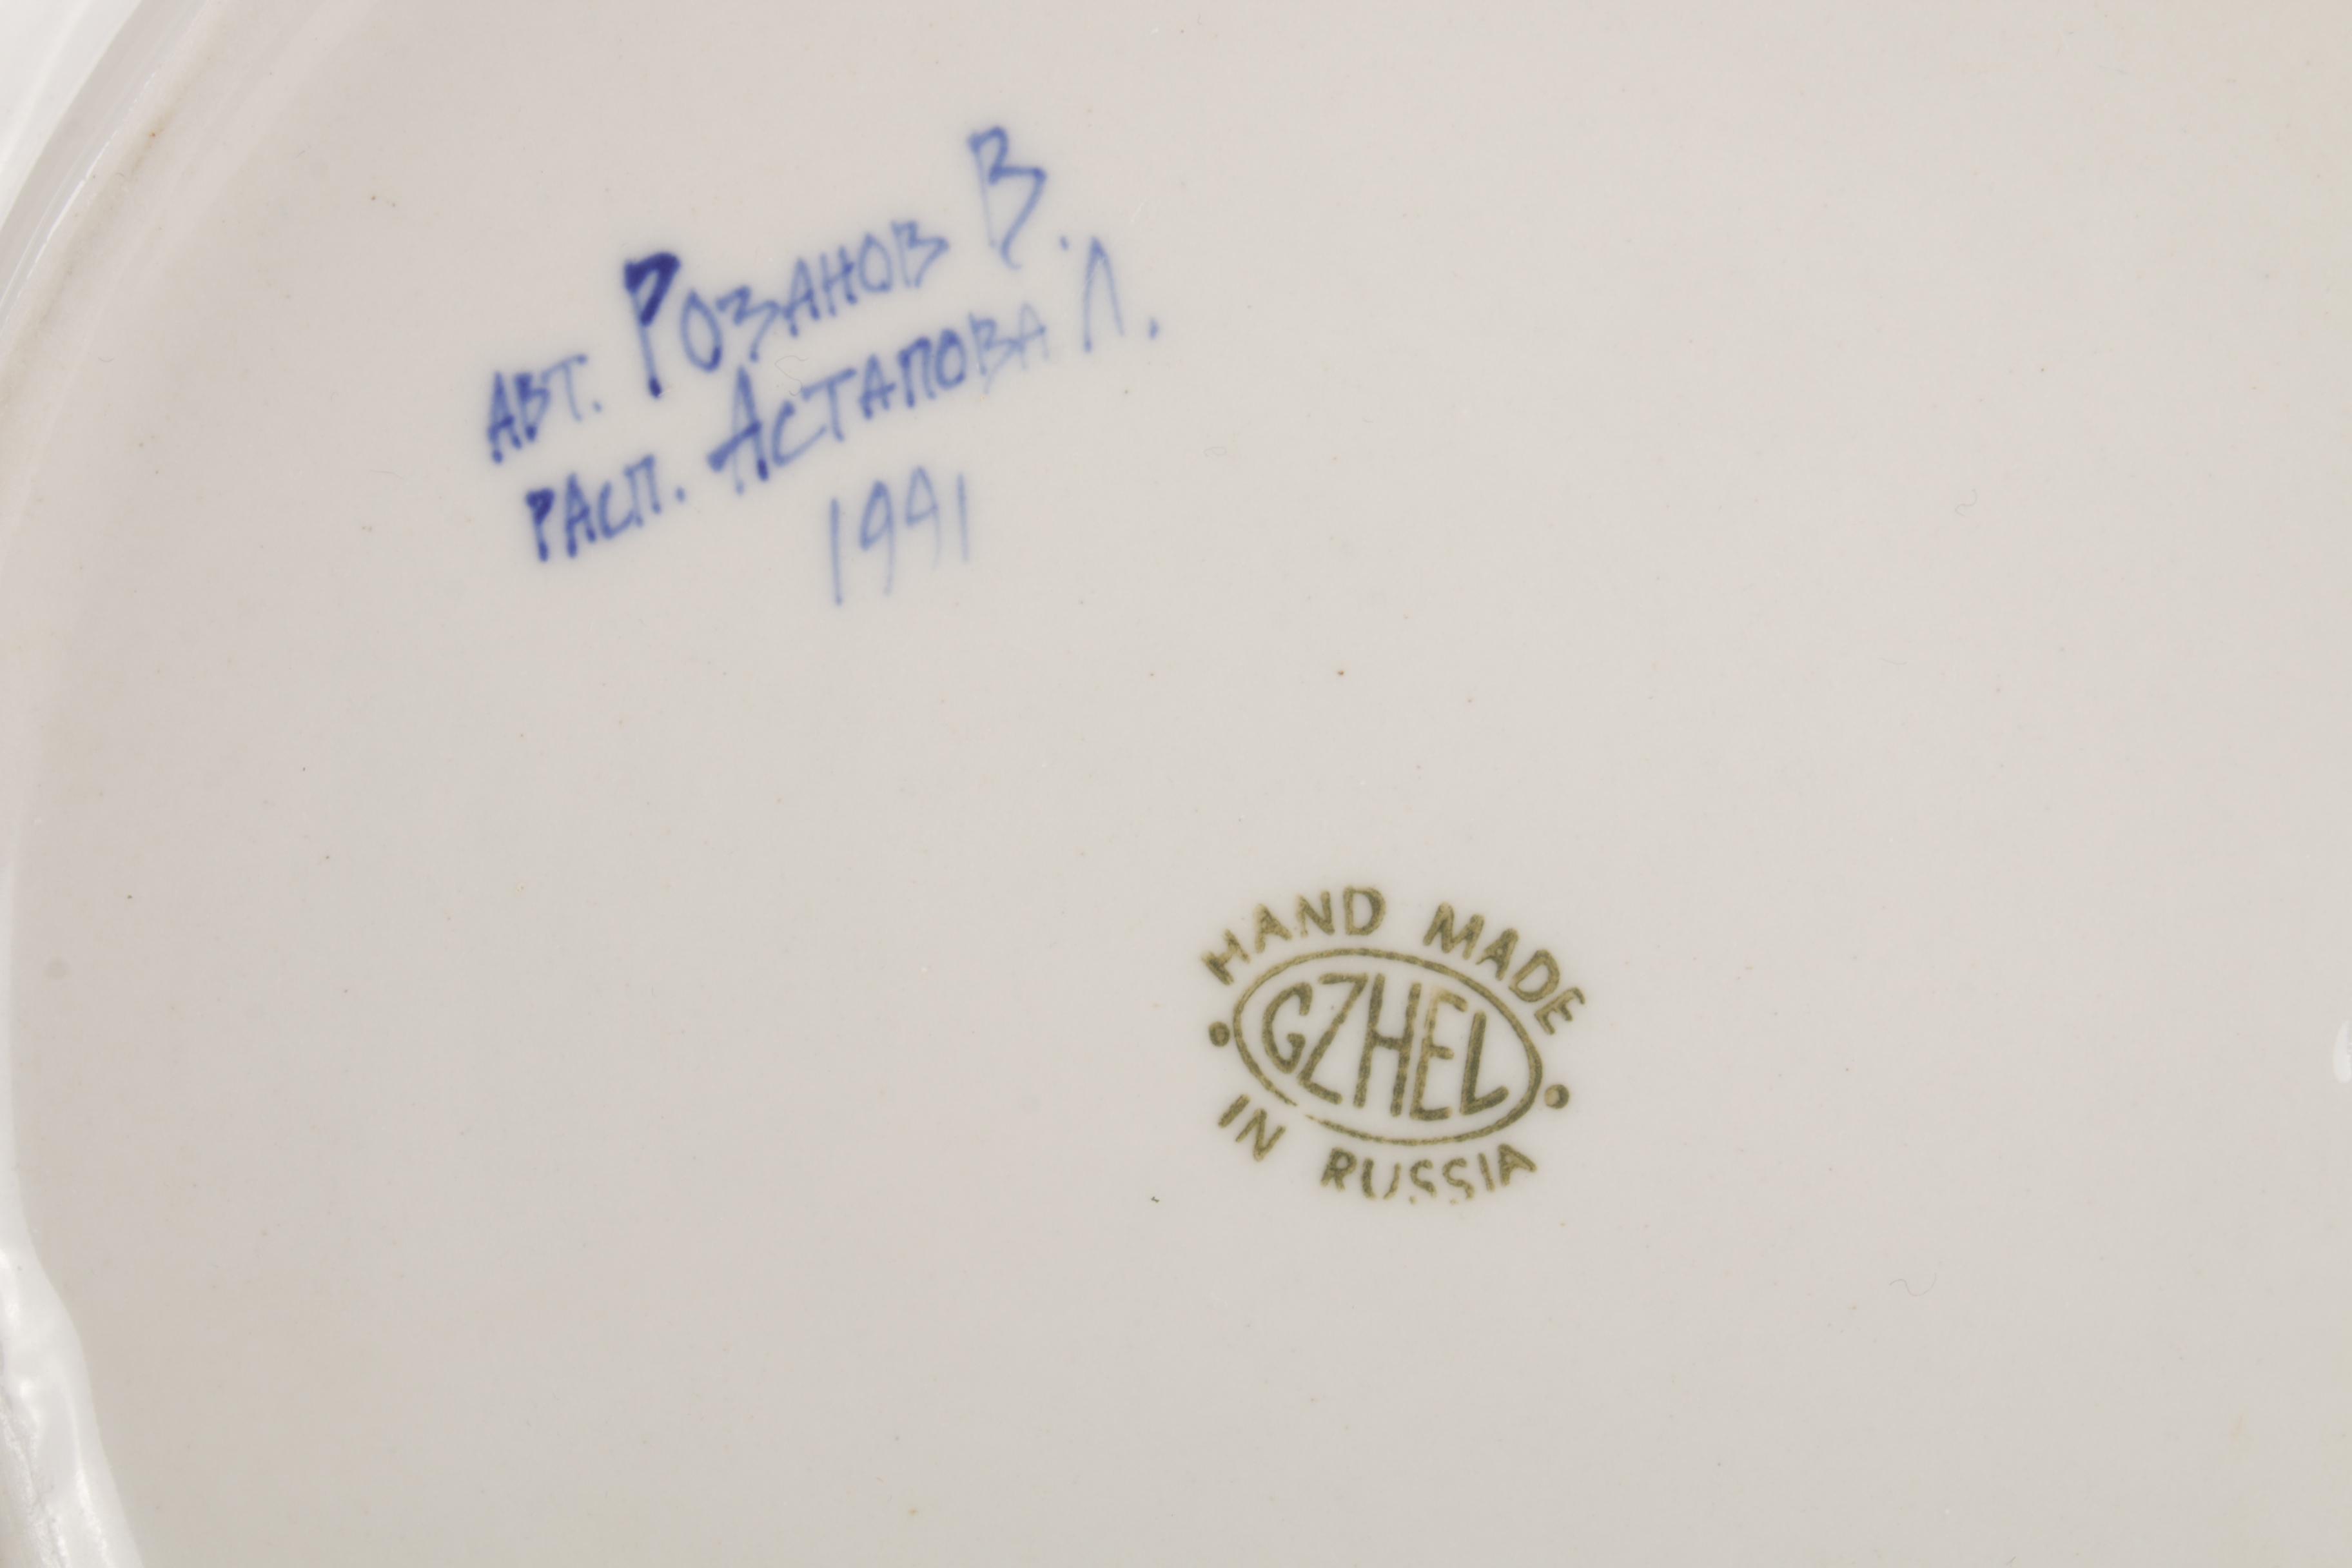 авт. Розанов В.
расп. Астапова Л.
1991
HAND MADE
GZHEL
IN RUSSIA